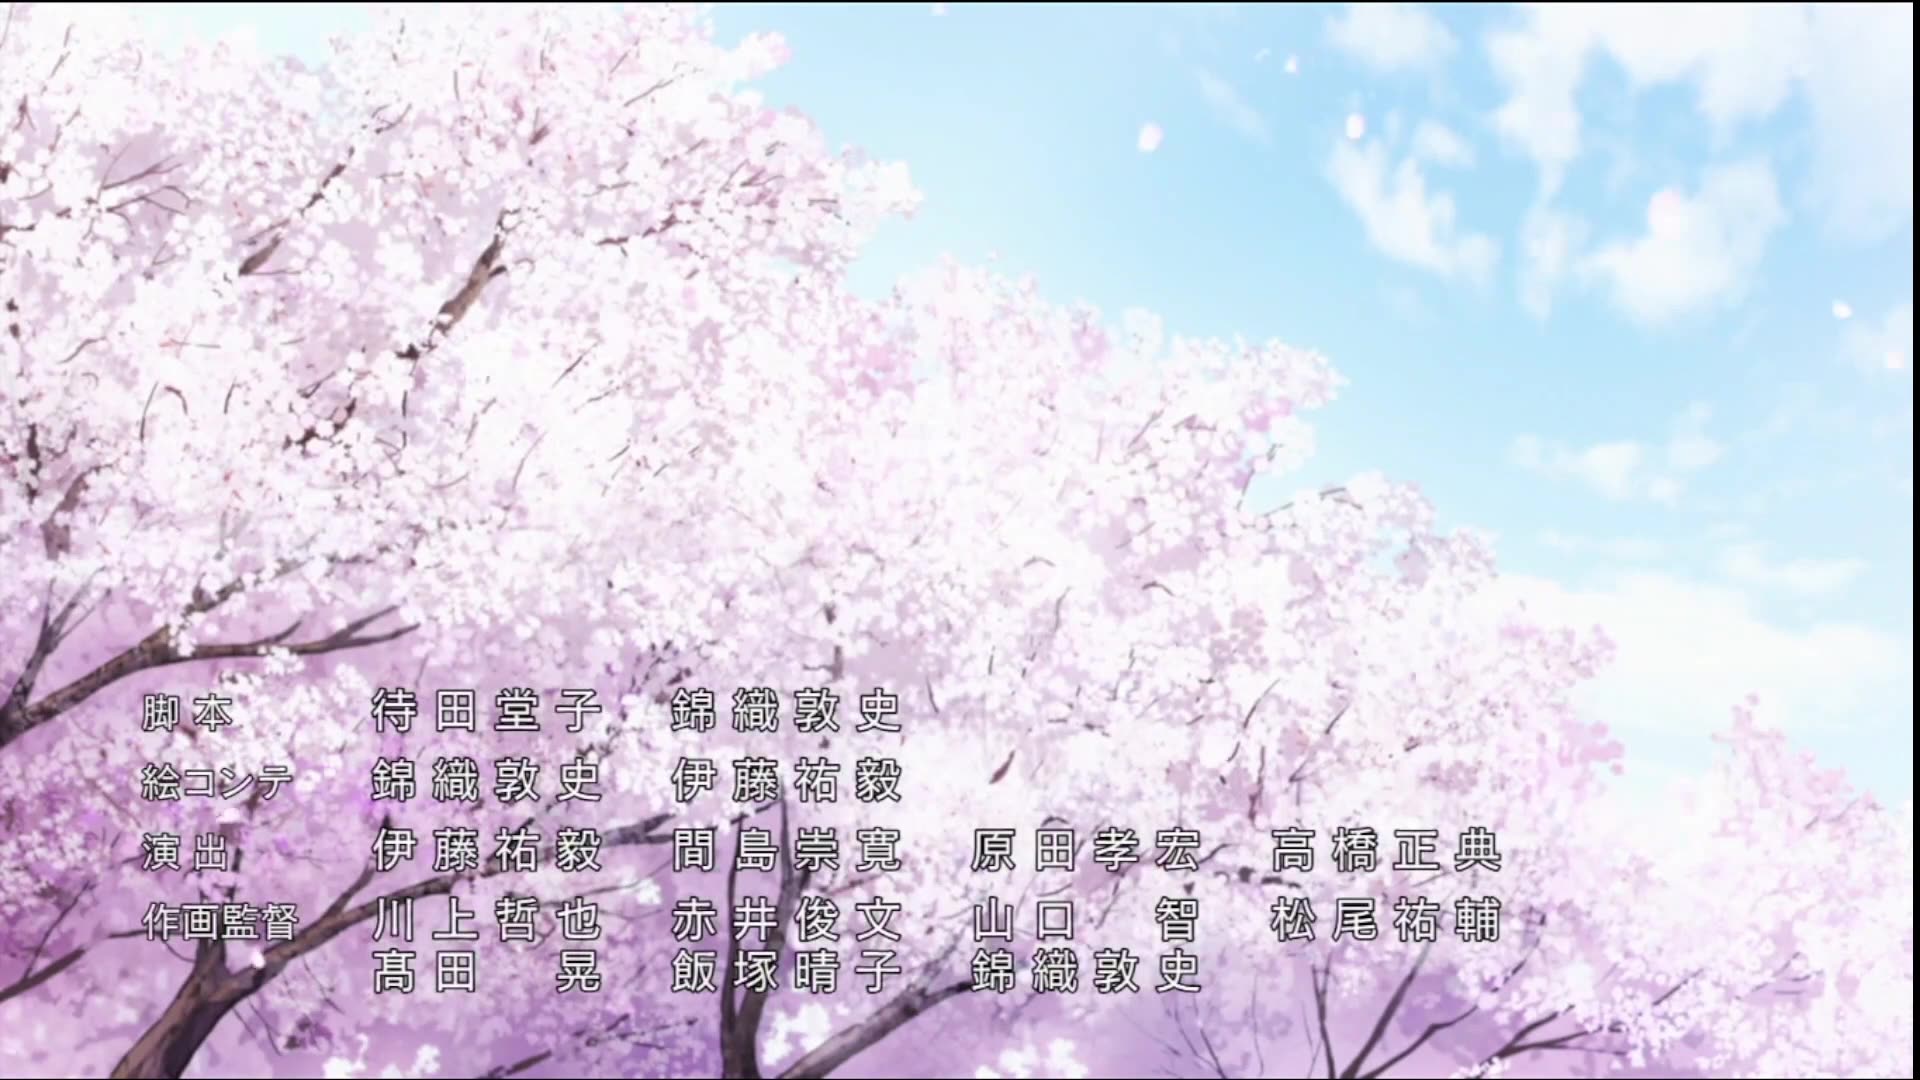 脚本 待田堂子 錦織敦史
絵コンテ 錦織敦史 伊藤祐毅
演出 伊藤祐毅 間島崇寛 原田孝宏 高橋正典
作画監督 川上哲也 赤井俊文 山口智 松尾祐輔
髙田晃 飯塚晴子 錦織敦史